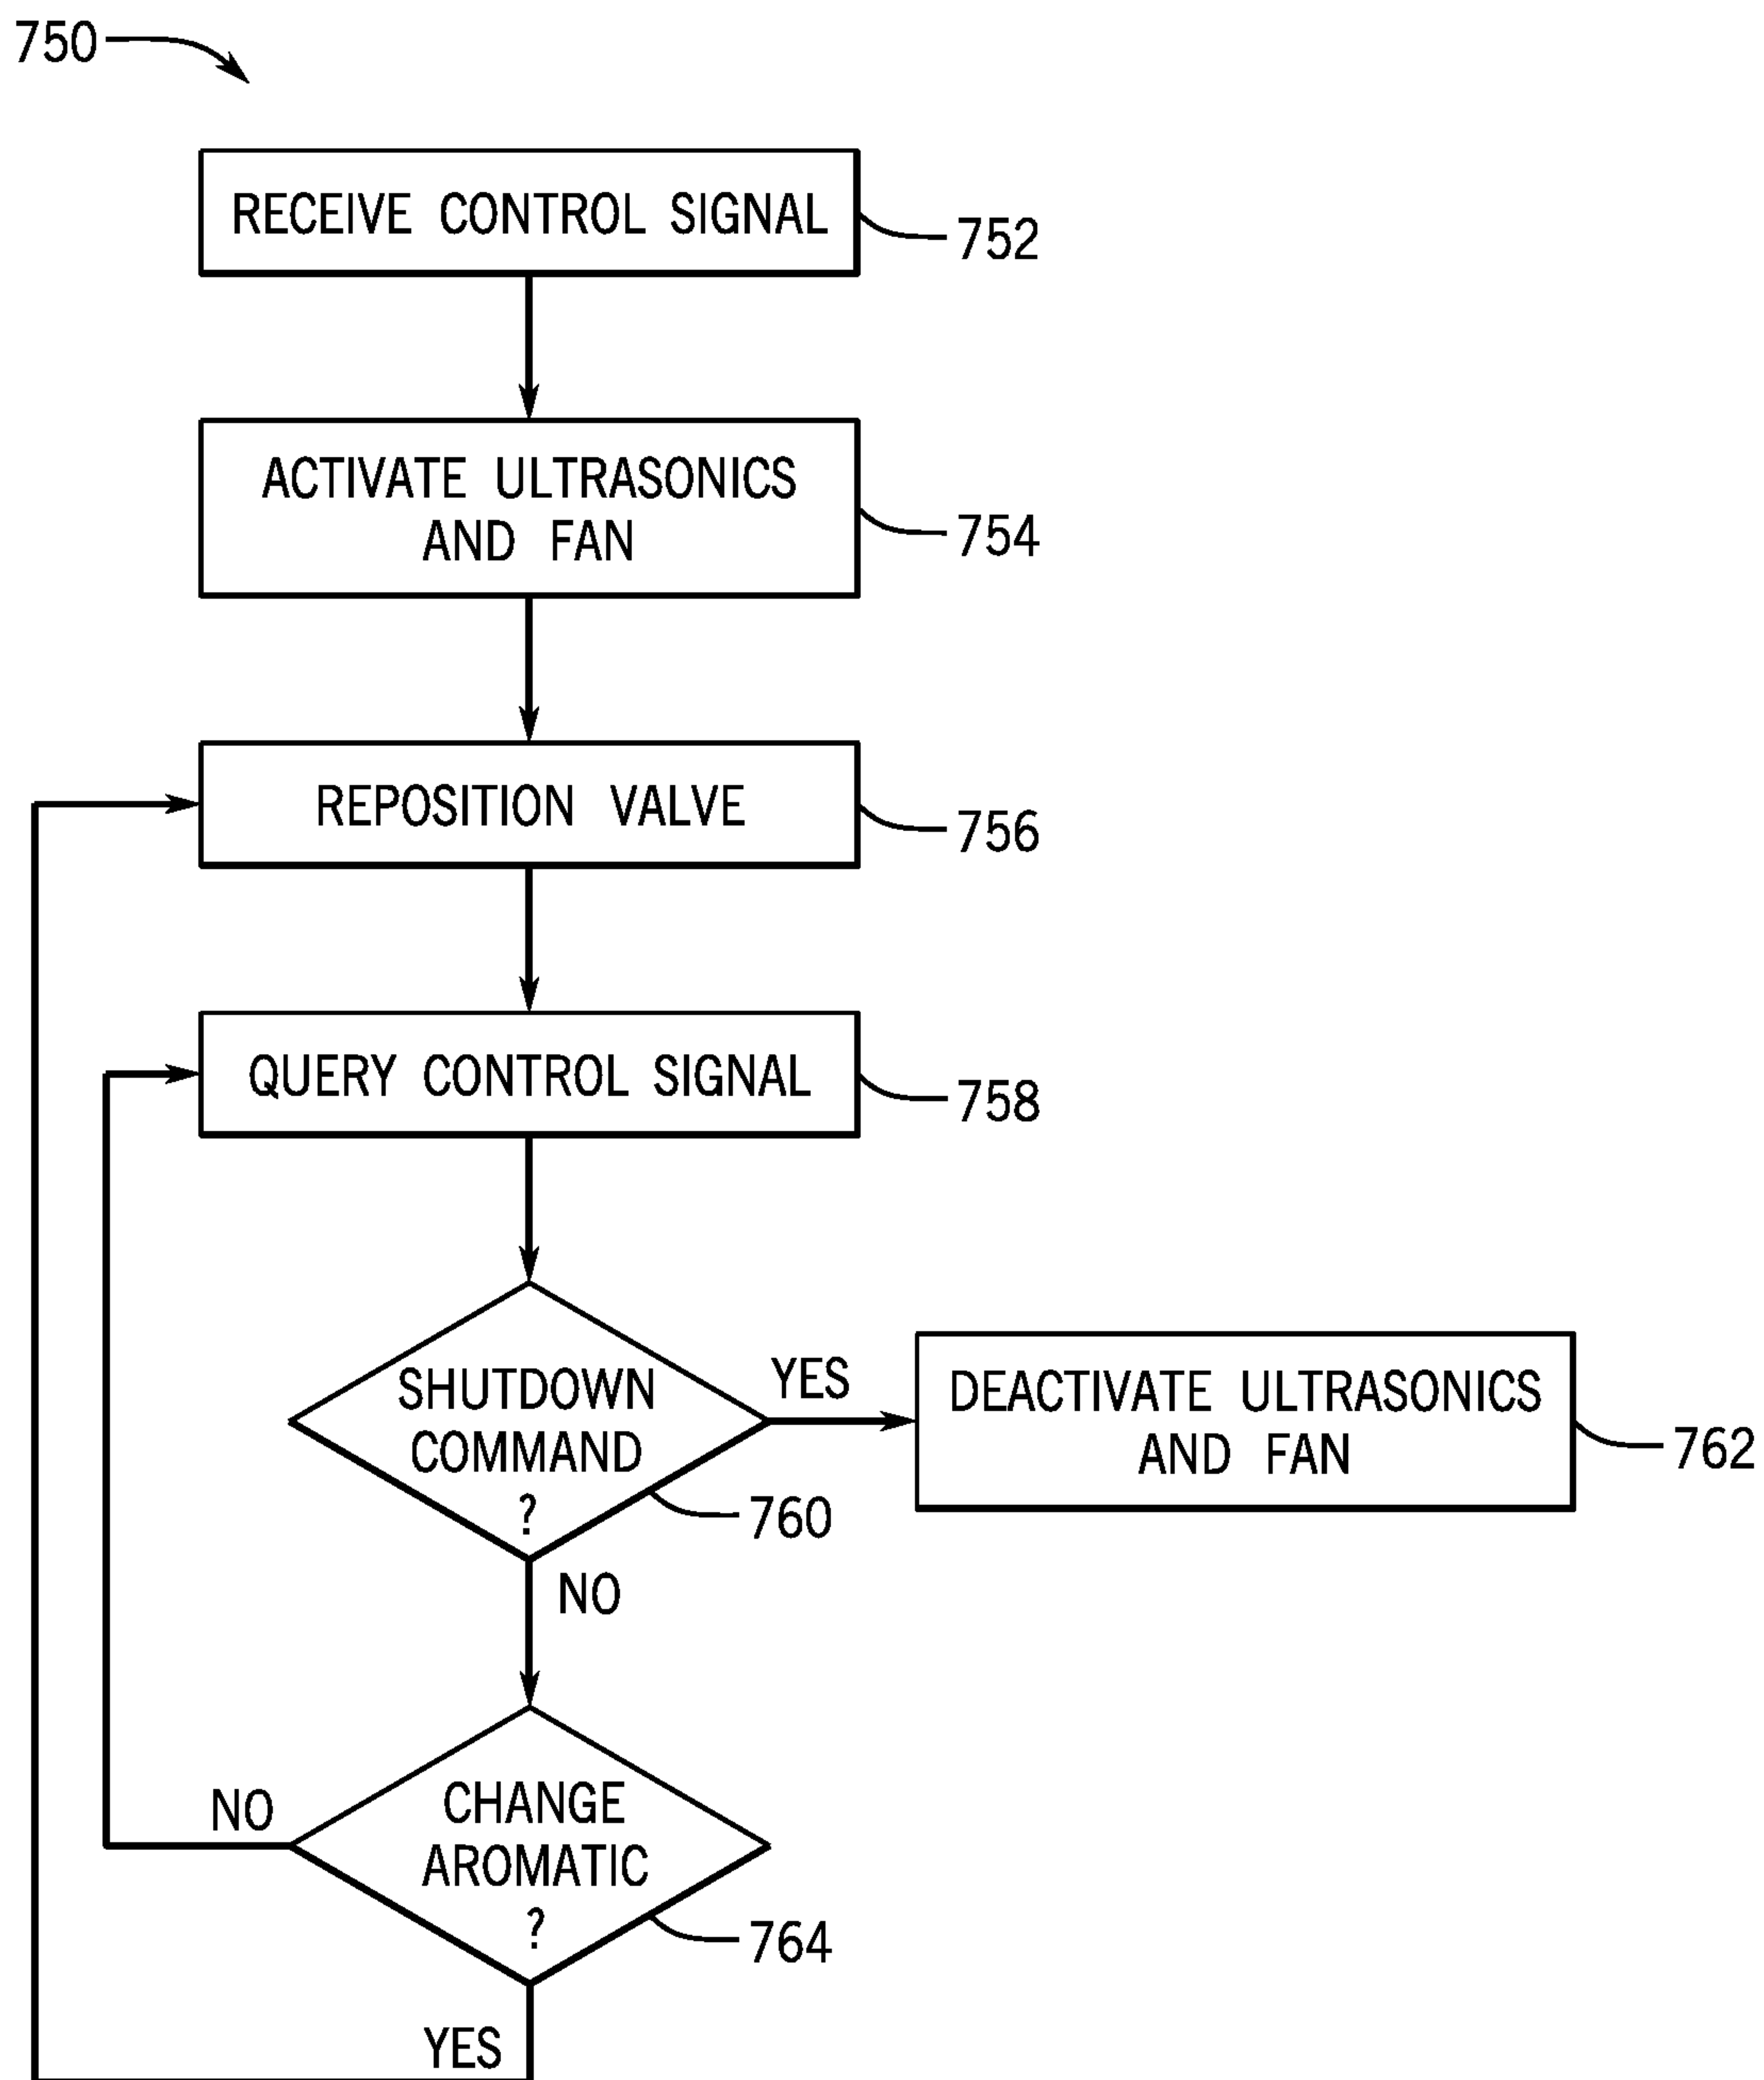 750
RECEIVE CONTROL SIGNAL
752
ACTIVATE ULTRASONICS
AND FAN
754
REPOSITION VALVE
756
QUERY CONTROL SIGNAL
758
SHUTDOWN
COMMAND
?
760
YES
DEACTIVATE ULTRASONICS
AND FAN
762
NO
CHANGE
AROMATIC
?
764
NO
YES